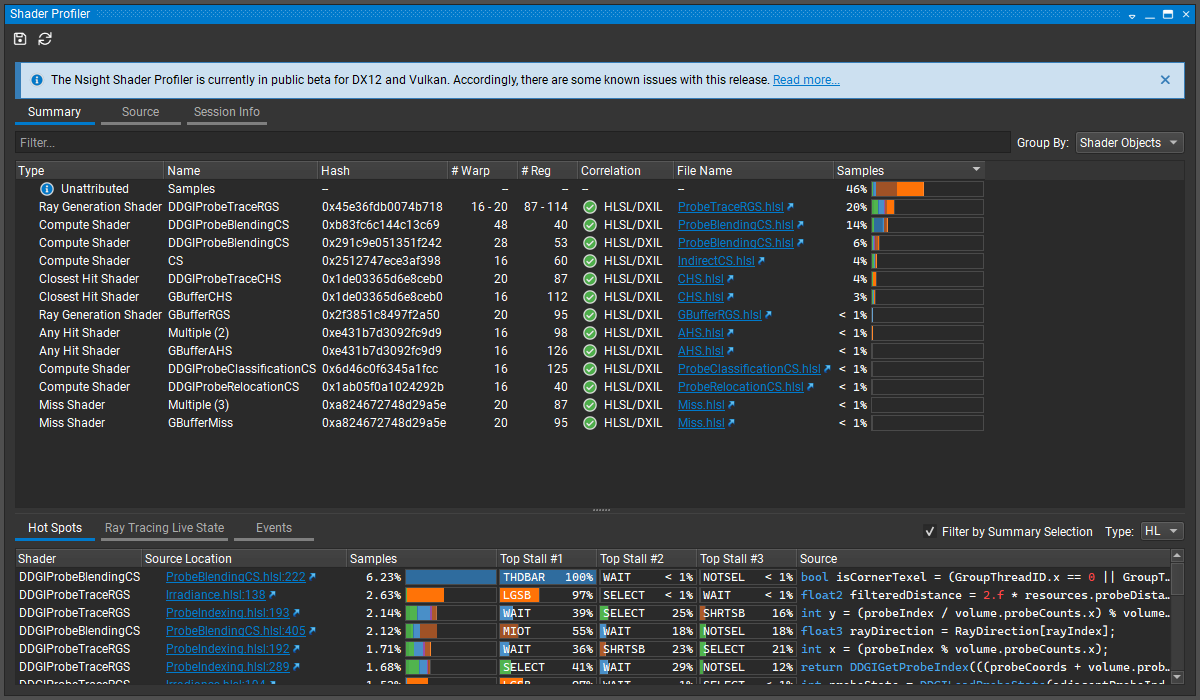 Shader Profiler
The Nsight Shader Profiler is currently in public beta for DX12 and Vulkan. Accordingly, there are some known issues with this release. Read more...
Summary Source Session Info
Filter... Group By: Shader Objects
Type Name Hash # Warp # Reg Correlation File Name Samples
Unattributed Samples – – – – – 46%
Ray Generation Shader DDGIProbeTraceRGS 0x45e36fdb0074b718 16 - 20 87 - 114 HLSL/DXIL ProbeTraceRGS.hlsl 20%
Compute Shader DDGIProbeBlendingCS 0xb83fc6c144c13c69 48 40 HLSL/DXIL ProbeBlendingCS.hlsl 14%
Compute Shader DDGIProbeBlendingCS 0x291c9e051351f242 28 53 HLSL/DXIL ProbeBlendingCS.hlsl 6%
Compute Shader CS 0x2512747ece3af398 16 60 HLSL/DXIL IndirectCS.hlsl 4%
Closest Hit Shader DDGIProbeTraceCHS 0x1de03365d6e8ceb0 20 87 HLSL/DXIL CHS.hlsl 4%
Closest Hit Shader GBufferCHS 0x1de03365d6e8ceb0 16 112 HLSL/DXIL CHS.hlsl 3%
Ray Generation Shader GBufferRGS 0x2f3851c8497f2a50 20 95 HLSL/DXIL GBufferRGS.hlsl < 1%
Any Hit Shader Multiple (2) 0xe431b7d3092fc9d9 16 98 HLSL/DXIL AHS.hlsl < 1%
Any Hit Shader GBufferAHS 0xe431b7d3092fc9d9 16 126 HLSL/DXIL AHS.hlsl < 1%
Compute Shader DDGIProbeClassificationCS 0x6d46c0f6345a1fcc 16 125 HLSL/DXIL ProbeClassificationCS.hlsl < 1%
Compute Shader DDGIProbeRelocationCS 0x1ab05f0a1024292b 16 40 HLSL/DXIL ProbeRelocationCS.hlsl < 1%
Miss Shader Multiple (3) 0xa824672748d29a5e 20 87 HLSL/DXIL Miss.hlsl < 1%
Miss Shader GBufferMiss 0xa824672748d29a5e 20 95 HLSL/DXIL Miss.hlsl < 1%
Hot Spots Ray Tracing Live State Events Filter by Summary Selection Type: HL
Shader Source Location Samples Top Stall #1 Top Stall #2 Top Stall #3 Source
DDGIProbeBlendingCS ProbeBlendingCS.hlsl:222 6.23% THDBAR 100% WAIT < 1% NOTSEL < 1% bool isCornerTexel = (GroupThreadID.x == 0 || GroupT...
DDGIProbeTraceRGS Irradiance.hlsl:138 2.63% LGSB 97% SELECT < 1% WAIT < 1% float2 filteredDistance = 2.f * resources.probeDista...
DDGIProbeTraceRGS ProbeIndexing.hlsl:193 2.14% WAIT 39% SELECT 25% SHRTSB 16% int y = (probeIndex / volume.probeCounts.x) % volume...
DDGIProbeBlendingCS ProbeBlendingCS.hlsl:405 2.12% MIOT 55% WAIT 18% NOTSEL 18% float3 rayDirection = RayDirection[rayIndex];
DDGIProbeTraceRGS ProbeIndexing.hlsl:192 1.71% WAIT 36% SHRTSB 23% SELECT 21% int x = (probeIndex % volume.probeCounts.x);
DDGIProbeTraceRGS ProbeIndexing.hlsl:289 1.68% SELECT 41% WAIT 29% NOTSEL 12% return DDGIGetProbeIndex(((probeCoords + volume.prob...
DDGIProbeTraceRGS